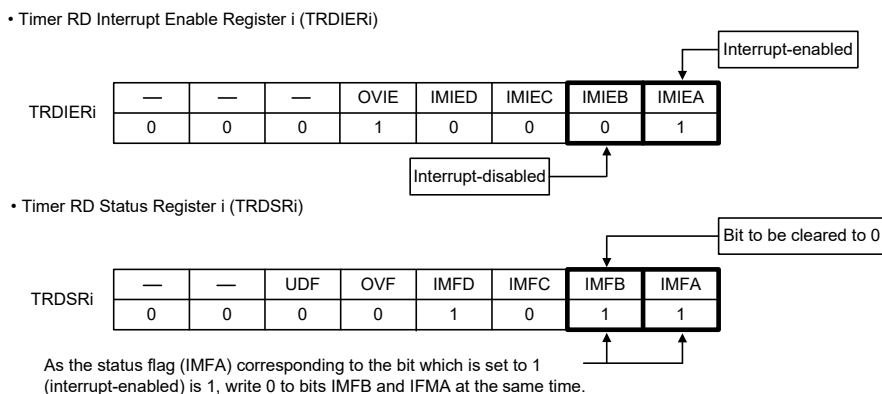 • Timer RD Interrupt Enable Register i (TRDIERi)
Interrupt-enabled
TRDIERi
— — — OVIE IMIED IMIEC IMIEB IMIEA
0 0 0 1 0 0 0 1
Interrupt-disabled
• Timer RD Status Register i (TRDSRi)
Bit to be cleared to 0
TRDSRi
— — UDF OVF IMFD IMFC IMFB IMFA
0 0 0 0 1 0 1 1
As the status flag (IMFA) corresponding to the bit which is set to 1
(interrupt-enabled) is 1, write 0 to bits IMFB and IFMA at the same time.